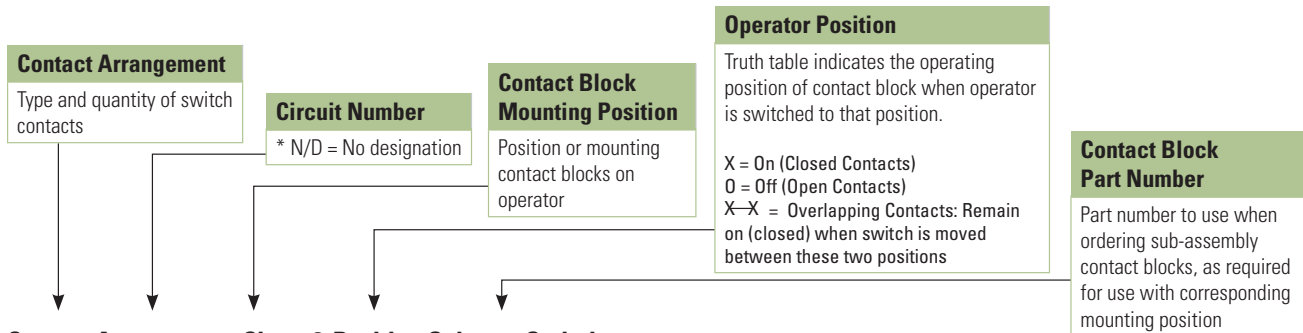 Contact Arrangement
Type and quantity of switch
contacts
Circuit Number
* N/D = No designation
Contact Block
Mounting Position
Position or mounting
contact blocks on
operator
Operator Position
Truth table indicates the operating
position of contact block when operator
is switched to that position.
X = On (Closed Contacts)
O = Off (Open Contacts)
X—X = Overlapping Contacts: Remain
on (closed) when switch is moved
between these two positions
Contact Block
Part Number
Part number to use when
ordering sub-assembly
contact blocks, as required
for use with corresponding
mounting position